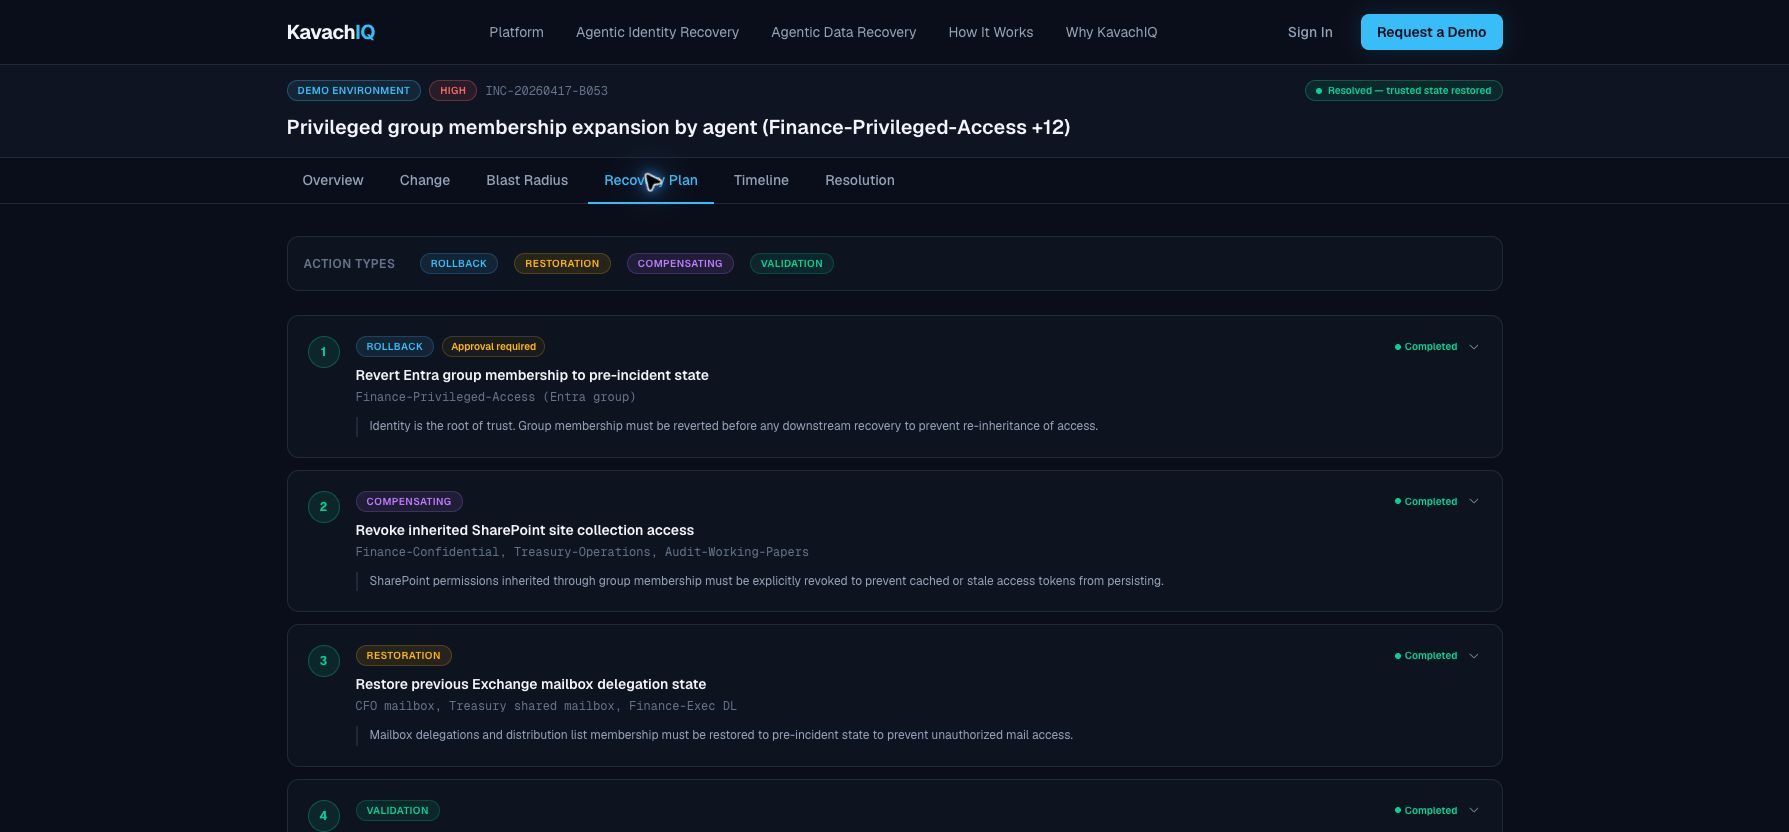 KavachIQ
Platform
Agentic Identity Recovery
Agentic Data Recovery
How It Works
Why KavachIQ
Sign In
Request a Demo
DEMO ENVIRONMENT
HIGH
INC-20260417-B053
Resolved — trusted state restored
Privileged group membership expansion by agent (Finance-Privileged-Access +12)
Overview
Change
Blast Radius
Recovery Plan
Timeline
Resolution
ACTION TYPES
ROLLBACK
RESTORATION
COMPENSATING
VALIDATION
1
ROLLBACK
Approval required
Completed
Revert Entra group membership to pre-incident state
Finance-Privileged-Access (Entra group)
Identity is the root of trust. Group membership must be reverted before any downstream recovery to prevent re-inheritance of access.
2
COMPENSATING
Completed
Revoke inherited SharePoint site collection access
Finance-Confidential, Treasury-Operations, Audit-Working-Papers
SharePoint permissions inherited through group membership must be explicitly revoked to prevent cached or stale access tokens from persisting.
3
RESTORATION
Completed
Restore previous Exchange mailbox delegation state
CFO mailbox, Treasury shared mailbox, Finance-Exec DL
Mailbox delegations and distribution list membership must be restored to pre-incident state to prevent unauthorized mail access.
4
VALIDATION
Completed